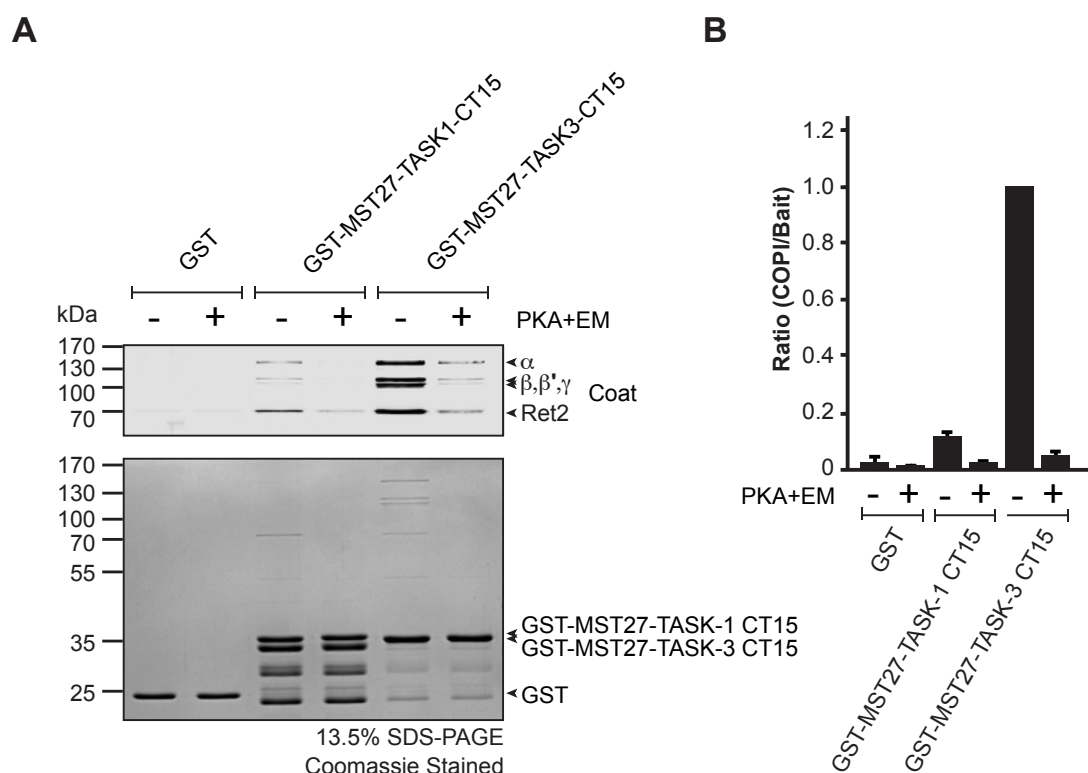 A
GST
GST-MST27-TASK1-CT15
GST-MST27-TASK3-CT15
kDa
- + - + - + PKA+EM
170
130
100
70
α
β,β',γ
Ret2
Coat
170
130
100
70
55
35
25
GST-MST27-TASK-1 CT15
GST-MST27-TASK-3 CT15
GST
13.5% SDS-PAGE
Coomassie Stained
B
Ratio (COPI/Bait)
1.2
1.0
0.8
0.6
0.4
0.2
0
PKA+EM - + - + - +
GST
GST-MST27-TASK-1 CT15
GST-MST27-TASK-3 CT15